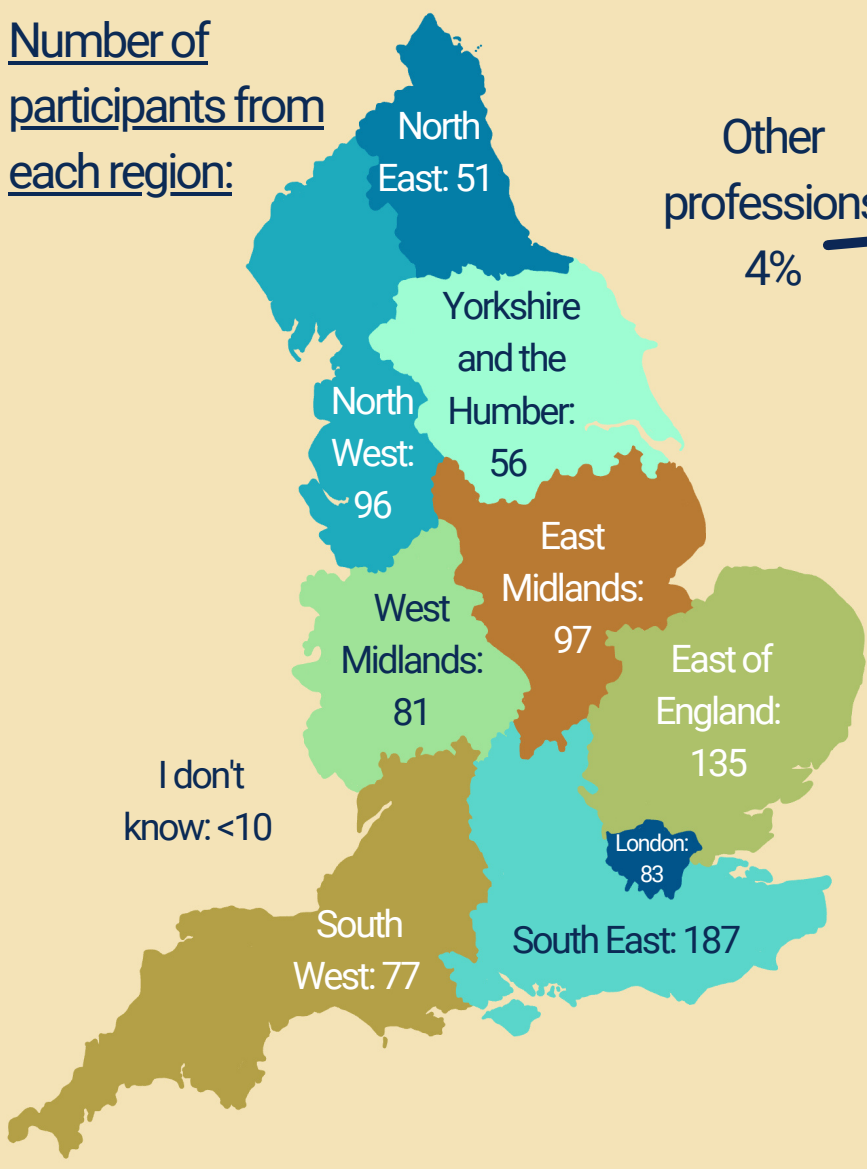 Number of
participants from
each region:
North
East: 51
Other
professions
4%
Yorkshire
and the
Humber:
56
North
West:
96
East
Midlands:
97
West
Midlands:
81
East of
England:
135
I don't
know: <10
London:
83
South
West: 77
South East: 187